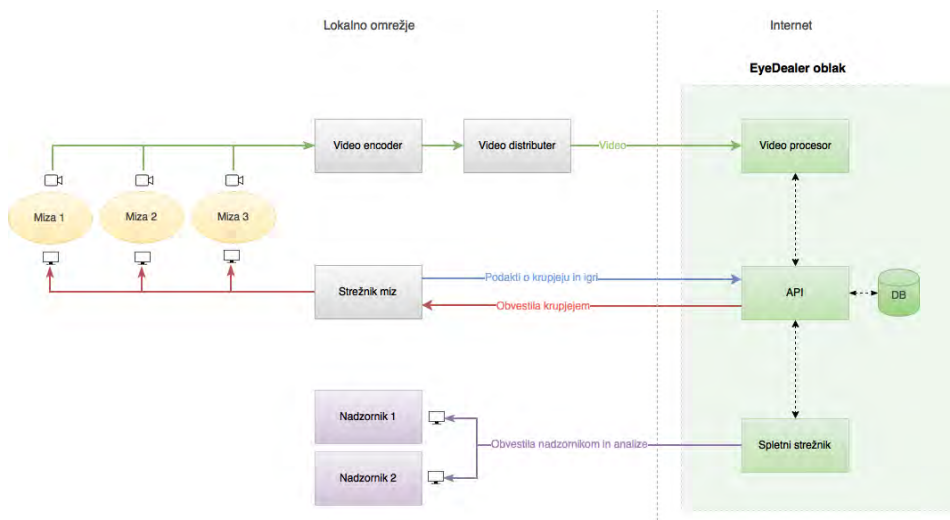 Lokalno omrežje
Internet
EyeDealer oblak
Video encoder
Video distributer
Video
Video procesor
Miza 1
Miza 2
Miza 3
Strežnik miz
Podakti o krupjeju in igri
Obvestila krupjejem
API
DB
Nadzornik 1
Obvestila nadzornikom in analize
Spletni strežnik
Nadzornik 2